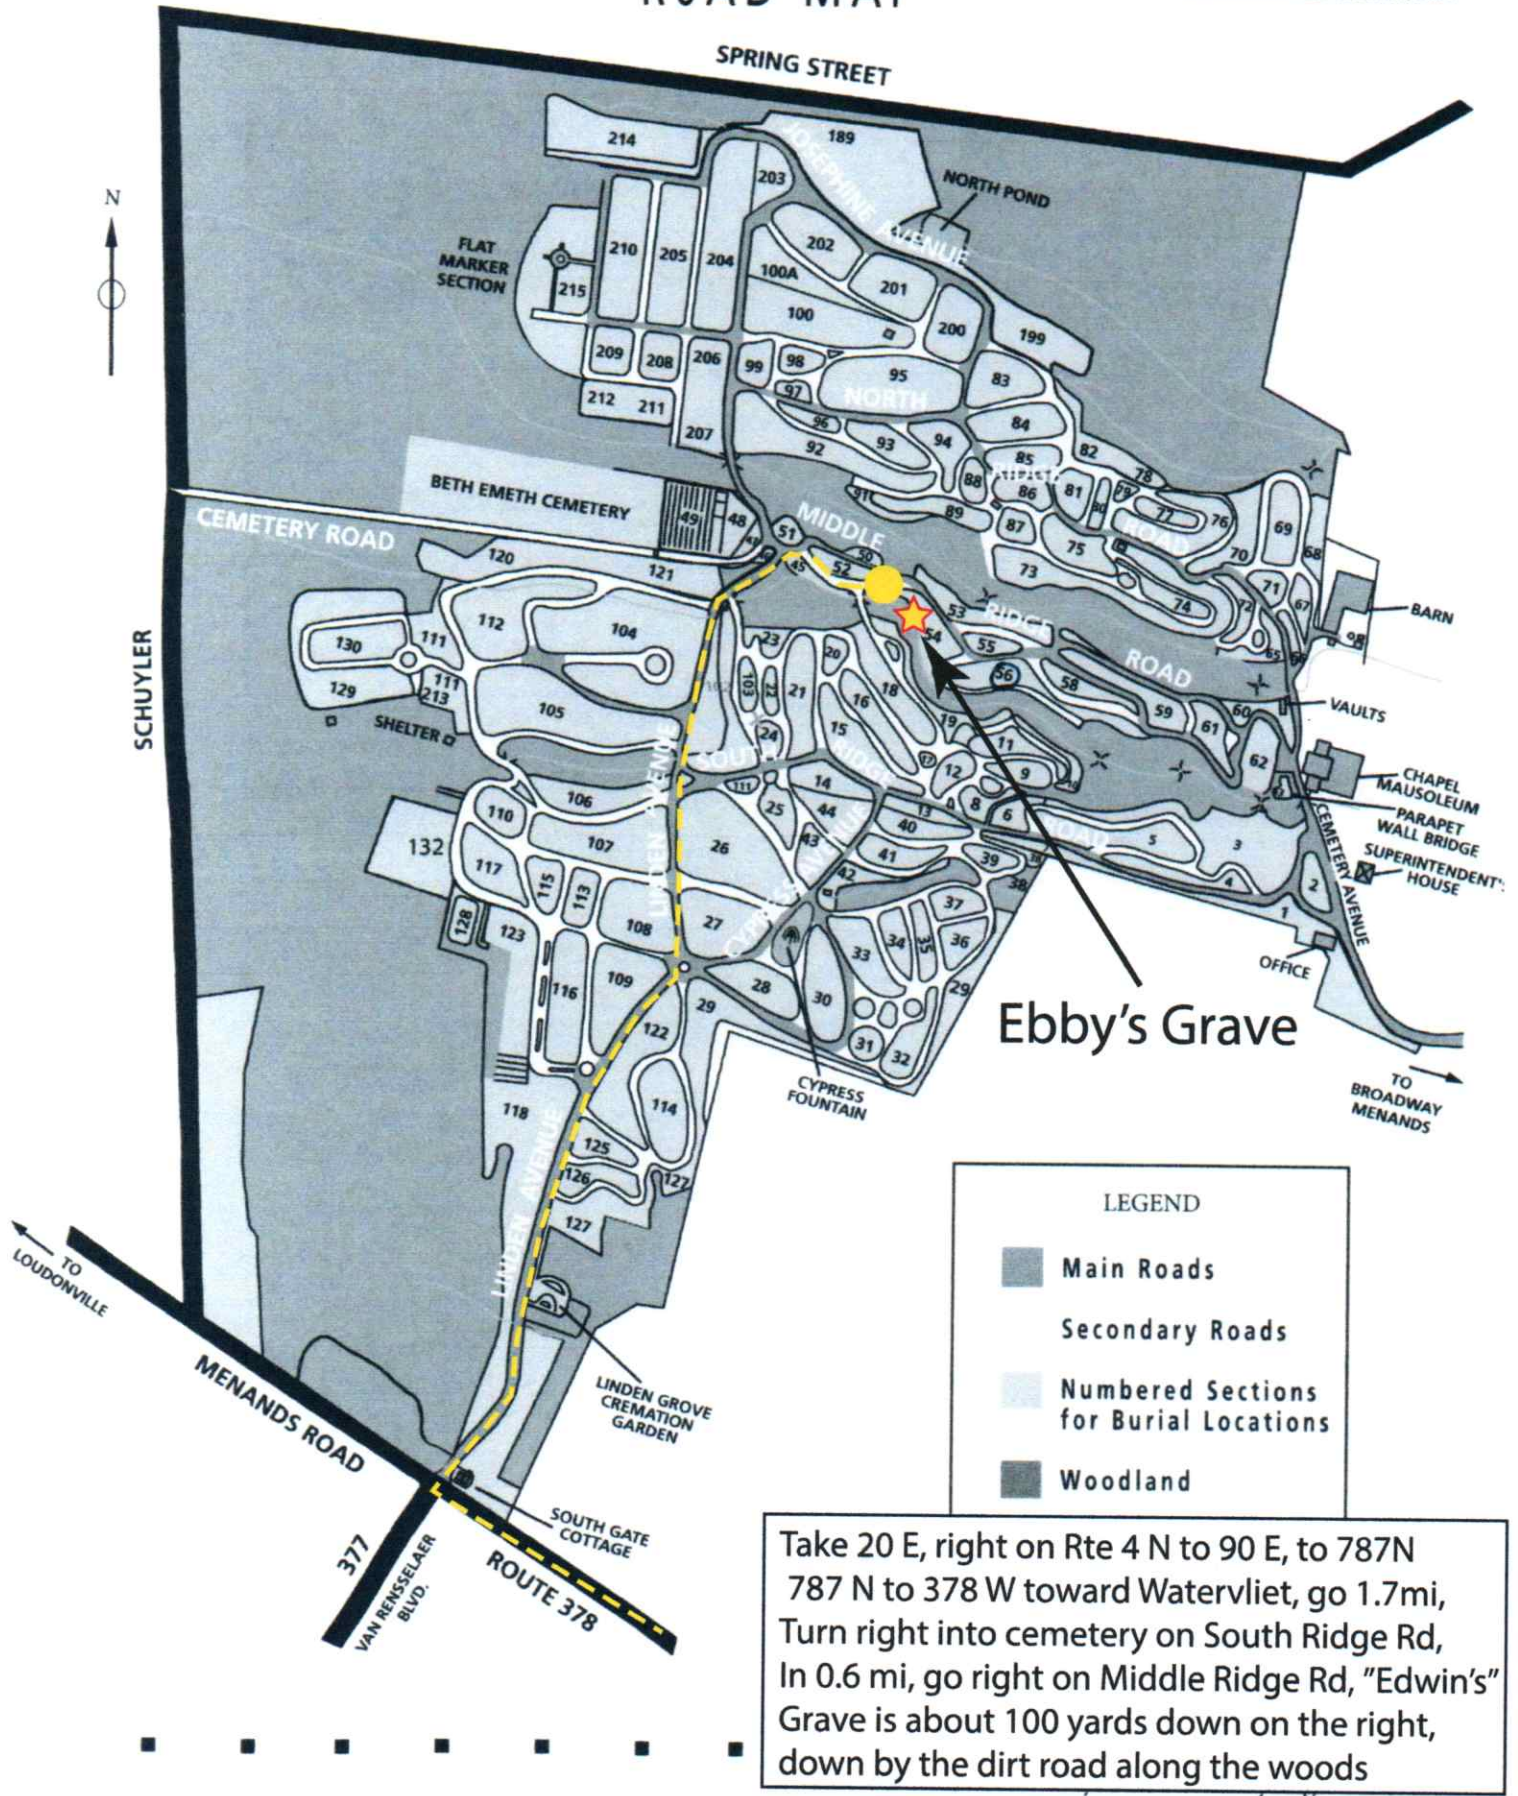 SPRING STREET
214
189
JOSEPHINE AVENUE
203
NORTH POND
N
FLAT
MARKER
SECTION
210
205
204
202
100A
201
215
100
200
199
209
208
206
99
98
95
83
212
211
97
NORTH
207
96
92
93
94
84
82
85
RIDGE
78
BETH EMETH CEMETERY
88
86
81
79
80
77
76
69
91
89
87
ROAD
49
48
51
MIDDLE
75
70
68
CEMETERY ROAD
50
52
45
73
71
120
121
74
72
67
BARN
53
RIDGE
112
104
23
54
55
65
66
130
111
20
ROAD
129
111
213
103
22
21
18
56
58
VAULTS
SCHUYLER
105
16
59
60
SHELTER
19
61
24
15
11
62
SOUTH
RIDGE
17
12
9
10
CHAPEL
MAUSOLEUM
LINDEN AVENUE
14
111
106
25
44
13
8
6
ROAD
5
3
PARAPET
WALL BRIDGE
110
107
26
43
40
SUPERINTENDENT'S
HOUSE
132
117
41
39
4
CEMETERY AVENUE
115
113
42
38
2
CYPRESS AVENUE
37
1
128
123
108
27
34
35
36
33
OFFICE
116
109
28
30
29
29
Ebby's Grave
122
31
32
CYPRESS
FOUNTAIN
TO
BROADWAY
MENANDS
118
114
LINDEN AVENUE
125
126
127
127
LEGEND
Main Roads
Secondary Roads
Numbered Sections
for Burial Locations
Woodland
TO
LOUDONVILLE
MENANDS ROAD
LINDEN GROVE
CREMATION
GARDEN
SOUTH GATE
COTTAGE
377
VAN RENSSELAER
BLVD.
ROUTE 378
Take 20 E, right on Rte 4 N to 90 E, to 787N
787 N to 378 W toward Watervliet, go 1.7mi,
Turn right into cemetery on South Ridge Rd,
In 0.6 mi, go right on Middle Ridge Rd, "Edwin's"
Grave is about 100 yards down on the right,
down by the dirt road along the woods